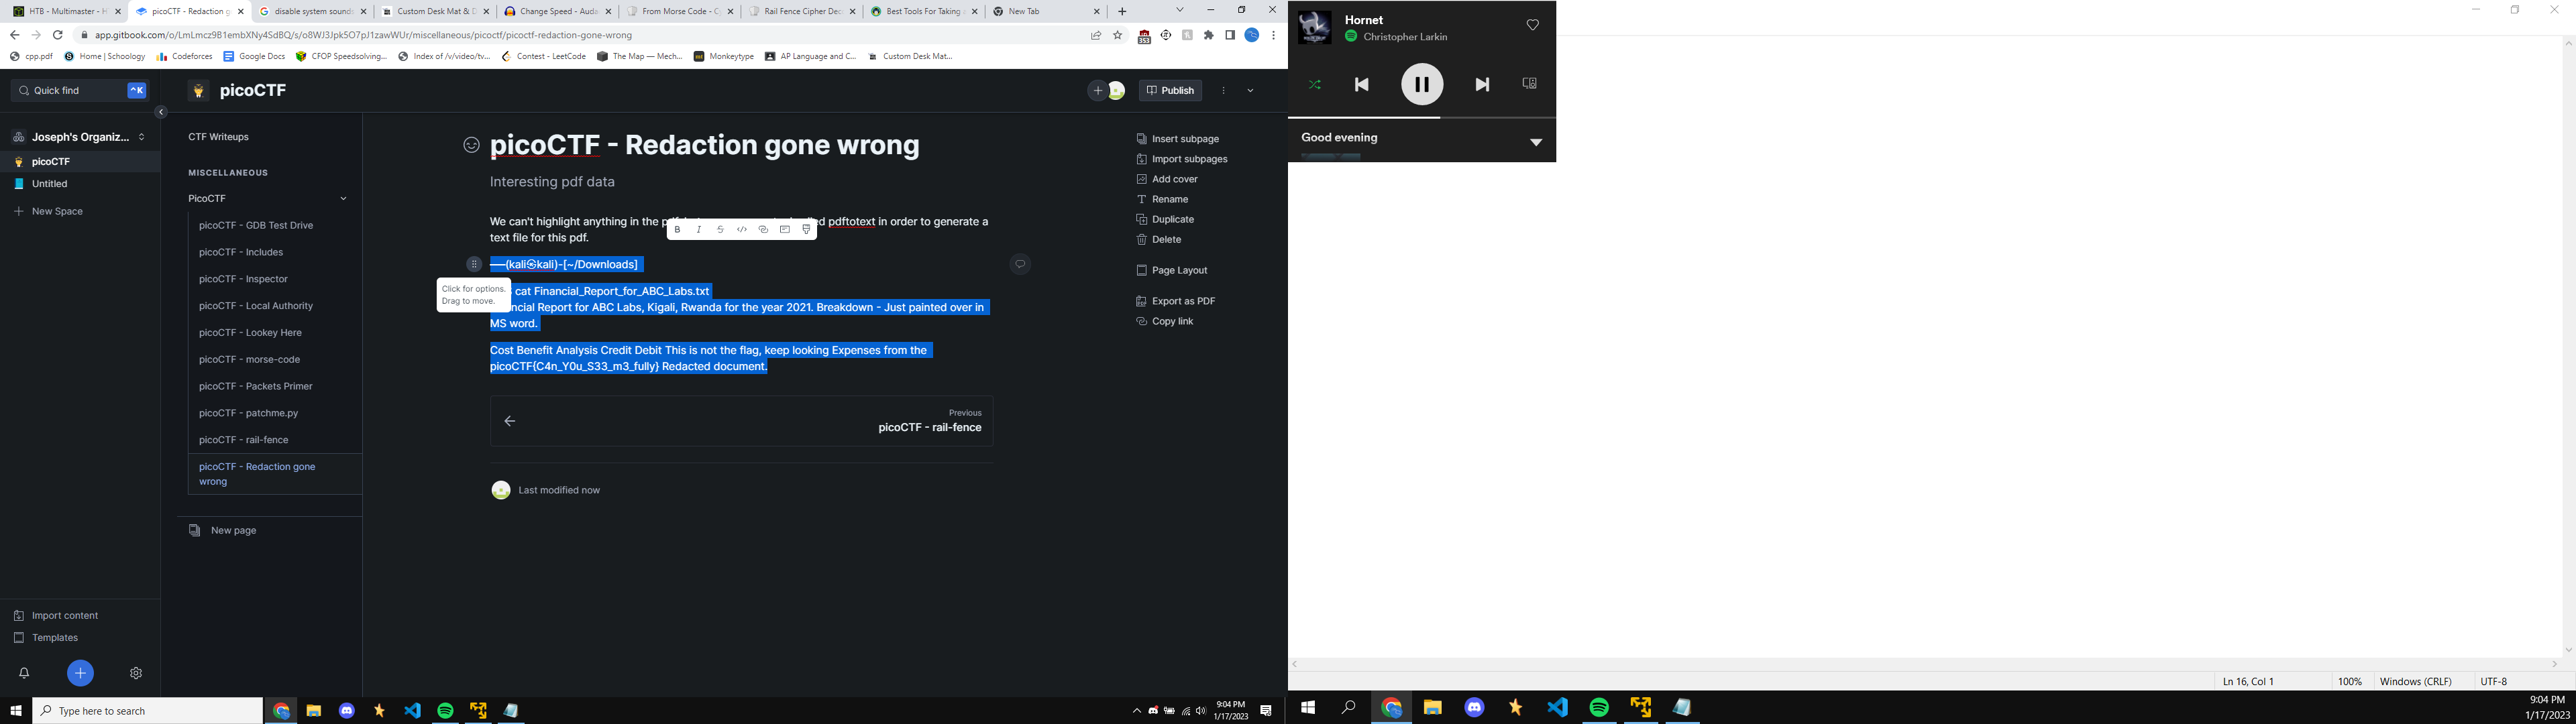 HTB - Multimaster - H
picoCTF - Redaction g
disable system sound
Custom Desk Mat & D
Change Speed - Auda
From Morse Code - C
Rail Fence Cipher Dec
Best Tools For Taking
New Tab
app.gitbook.com/o/LmLmcz9B1embXNy4SdBQ/s/o8WJ3Jpk5O7pJ1zawWUr/miscellaneous/picoctf/picoctf-redaction-gone-wrong
cpp.pdf
Home | Schoology
Codeforces
Google Docs
CFOP Speedsolving...
Index of /v/video/tv...
Contest - LeetCode
The Map — Mech...
Monkeytype
AP Language and C...
Custom Desk Mat...
Quick find
^K
picoCTF
Publish
Joseph's Organiz...
picoCTF
Untitled
New Space
CTF Writeups
MISCELLANEOUS
PicoCTF
picoCTF - GDB Test Drive
picoCTF - Includes
picoCTF - Inspector
picoCTF - Local Authority
picoCTF - Lookey Here
picoCTF - morse-code
picoCTF - Packets Primer
picoCTF - patchme.py
picoCTF - rail-fence
picoCTF - Redaction gone
wrong
New page
Import content
Templates
picoCTF - Redaction gone wrong
Interesting pdf data
We can't highlight anything in the pdftotext in order to generate a
text file for this pdf.
B I S </>
──(kali㉿kali)-[~/Downloads]
Click for options.
Drag to move.
cat Financial_Report_for_ABC_Labs.txt
ncial Report for ABC Labs, Kigali, Rwanda for the year 2021. Breakdown - Just painted over in
MS word.
Cost Benefit Analysis Credit Debit This is not the flag, keep looking Expenses from the
picoCTF{C4n_Y0u_S33_m3_fully} Redacted document.
Previous
picoCTF - rail-fence
Last modified now
Insert subpage
Import subpages
Add cover
Rename
Duplicate
Delete
Page Layout
Export as PDF
Copy link
Type here to search
9:04 PM
1/17/2023
Hornet
Christopher Larkin
Good evening
Ln 16, Col 1
100%
Windows (CRLF)
UTF-8
9:04 PM
1/17/2023